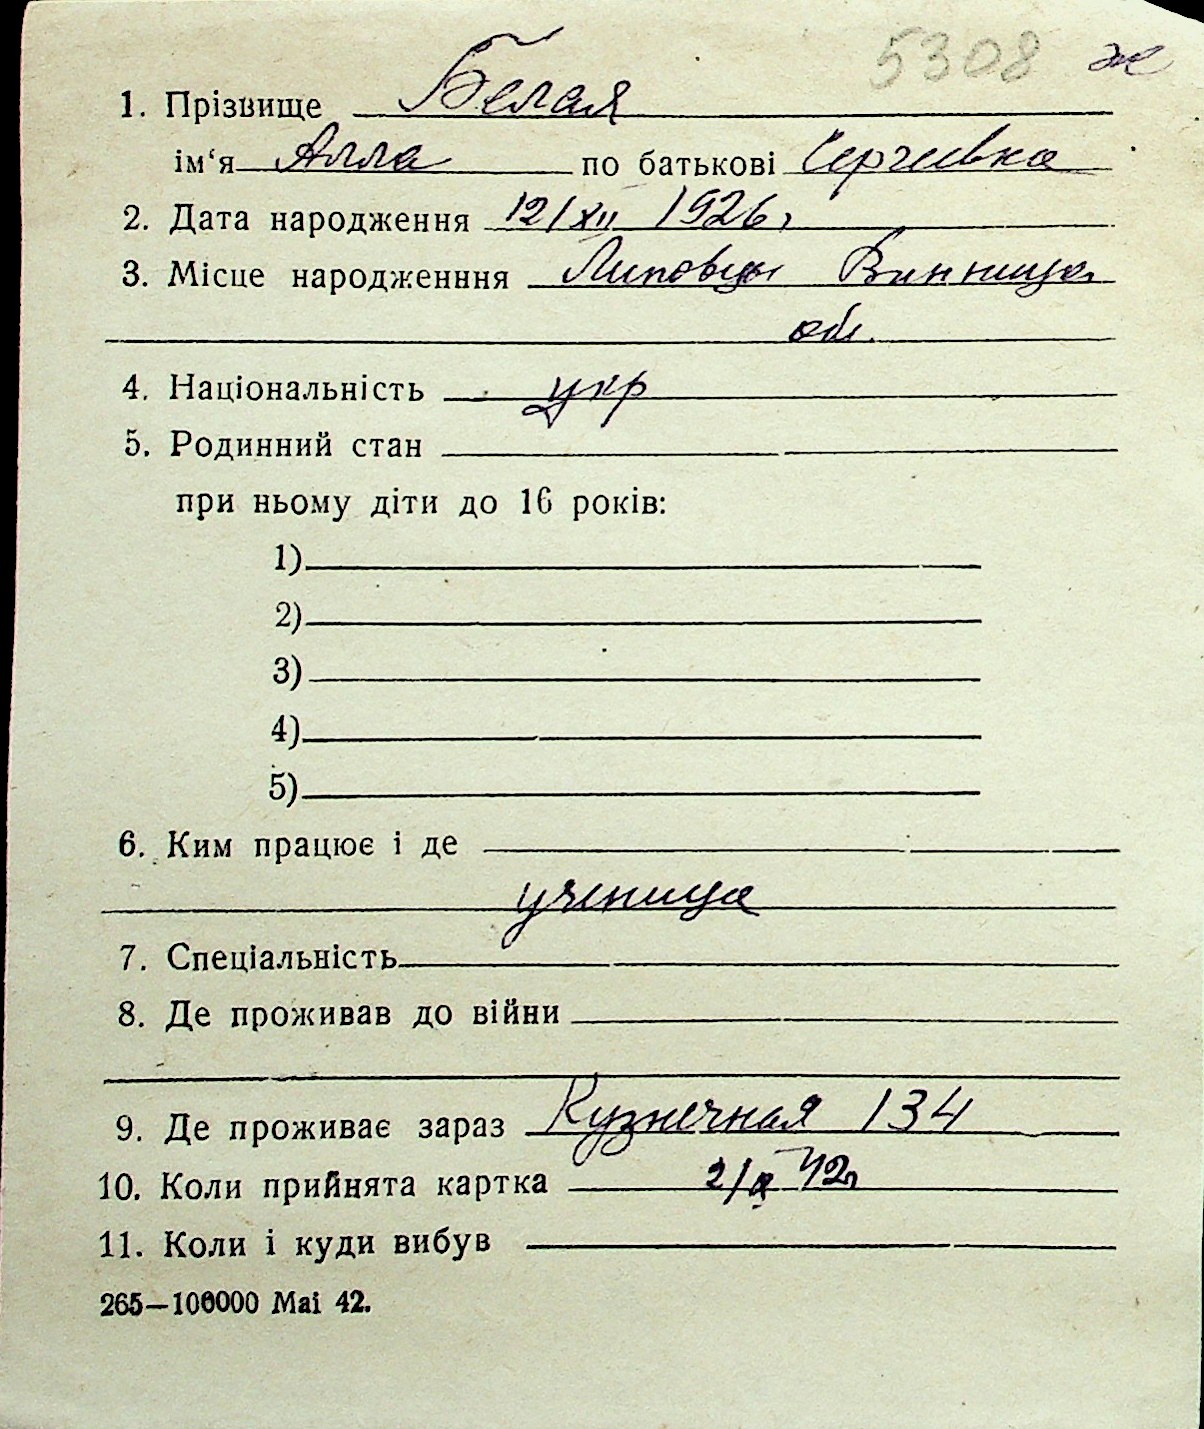 5308 ж
1. Прізвище Белая
ім‘я Алла по батькові Сергеевна
2. Дата народження 12/XII 1926,
3. Місце народженння Липовцы Винницк.
обл.
4. Національність укр
5. Родинний стан
при ньому діти до 16 років:
1)
2)
3)
4)
5)
6. Ким працює і де
ученица
7. Спеціальність
8. Де проживав до війни
9. Де проживає зараз Кузнечная 134
10. Коли прийнята картка 42
11. Коли і куди вибув
265—100000 Mai 42.